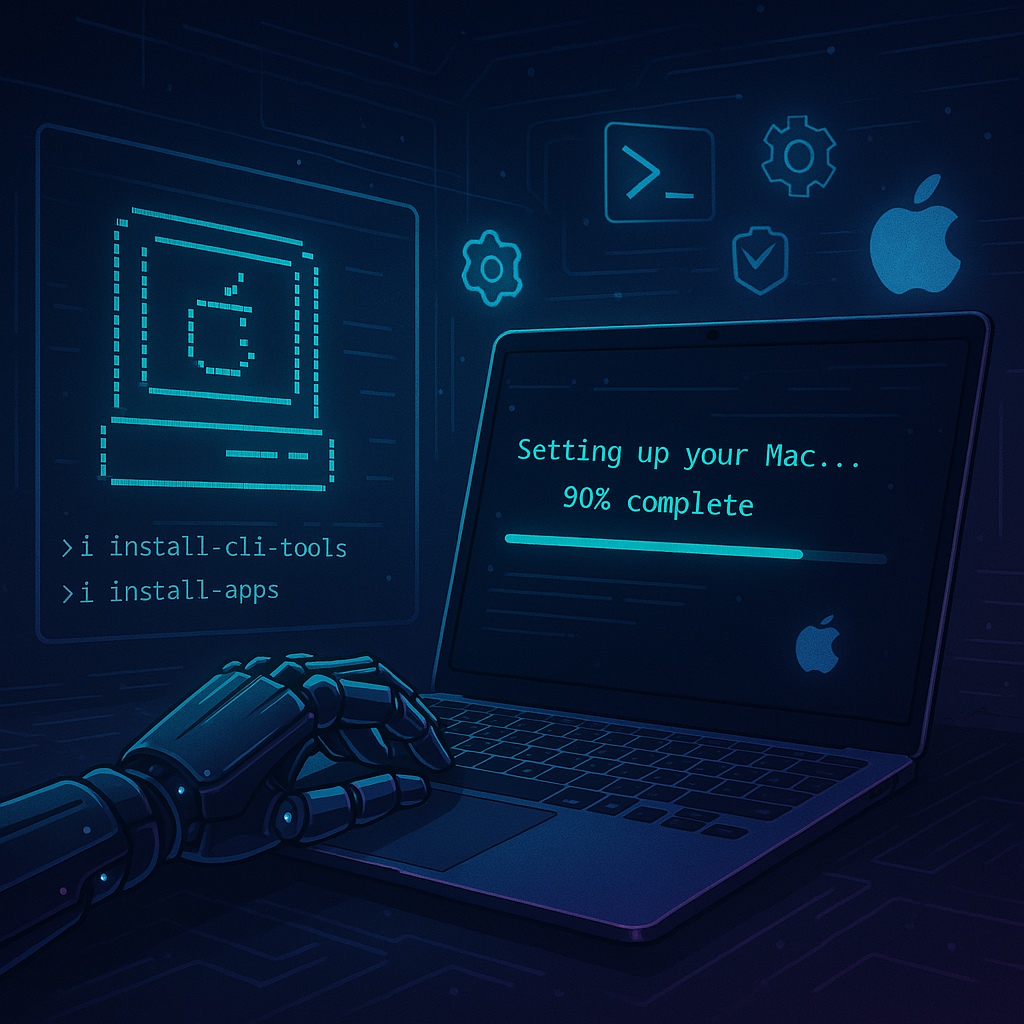 >i install-cli-tools
>i install-apps
>_
Setting up your Mac...
90% complete